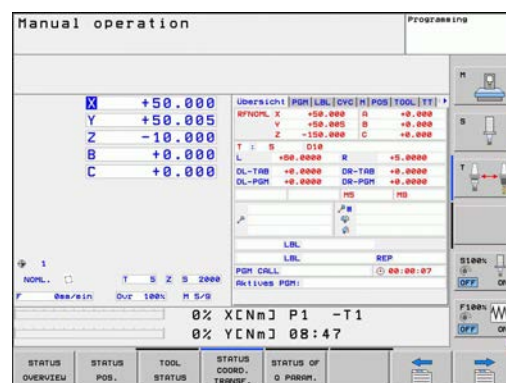 Manual operation
Programming
X +50.000
Y +50.005
Z -10.000
B +0.000
C +0.000
Übersicht PGM LBL CYC M POS TOOL TT
RFNOML X +50.000 A +0.000
Y +50.005 B +0.000
Z -150.000 C +0.000
T : 5 D10
L +60.0000 R +5.0000
DL-TAB +0.0000 DR-TAB +0.0000
DL-PGM +0.0000 DR-PGM +0.0000
M5 M8
LBL
LBL REP
PGM CALL 00:00:07
Aktives PGM:
1
NOML. T 5 Z S 2000
F 0mm/min Ovr 100% M 5/9
0% X[Nm] P1 -T1
0% Y[Nm] 08:47
M
S
T
S100%
OFF ON
F100%
OFF ON
STATUS OVERVIEW
STATUS POS.
TOOL STATUS
STATUS COORD. TRANSF.
STATUS OF Q PARAM.